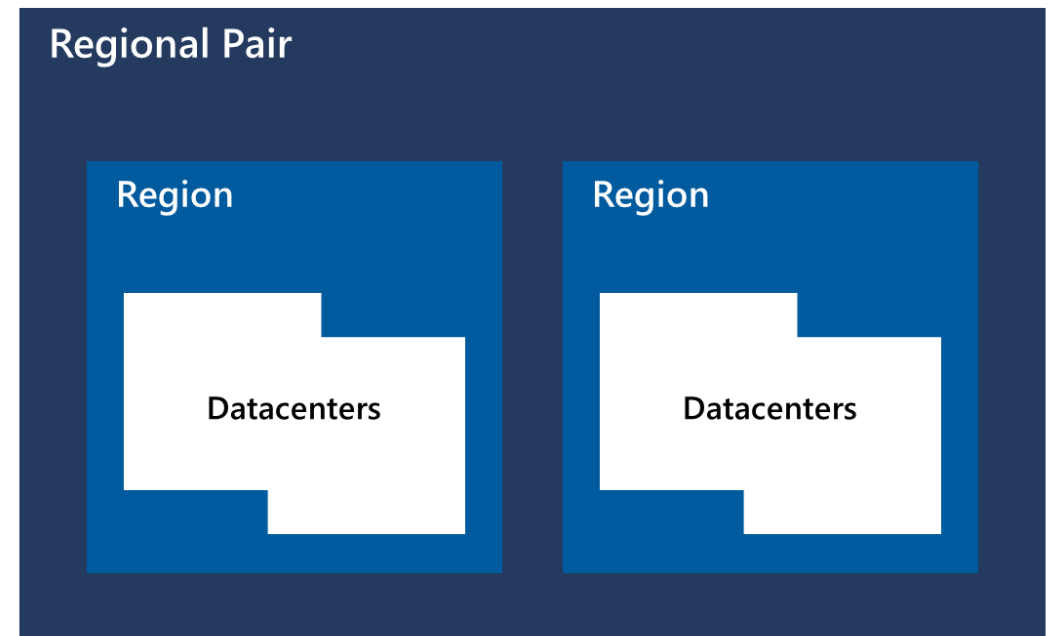 Regional Pair
Region
Region
Datacenters
Datacenters